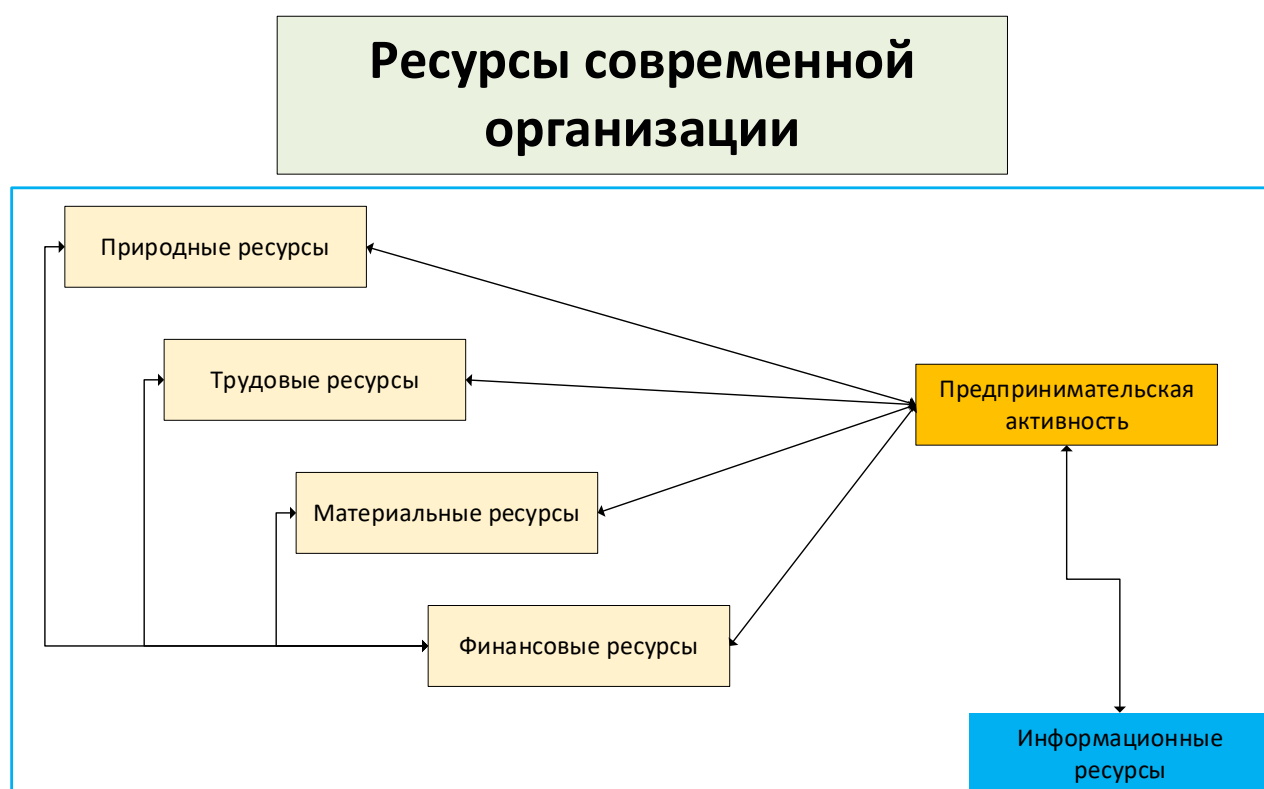 Ресурсы современной
организации
Природные ресурсы
Трудовые ресурсы
Предпринимательская
активность
Материальные ресурсы
Финансовые ресурсы
Информационные
ресурсы